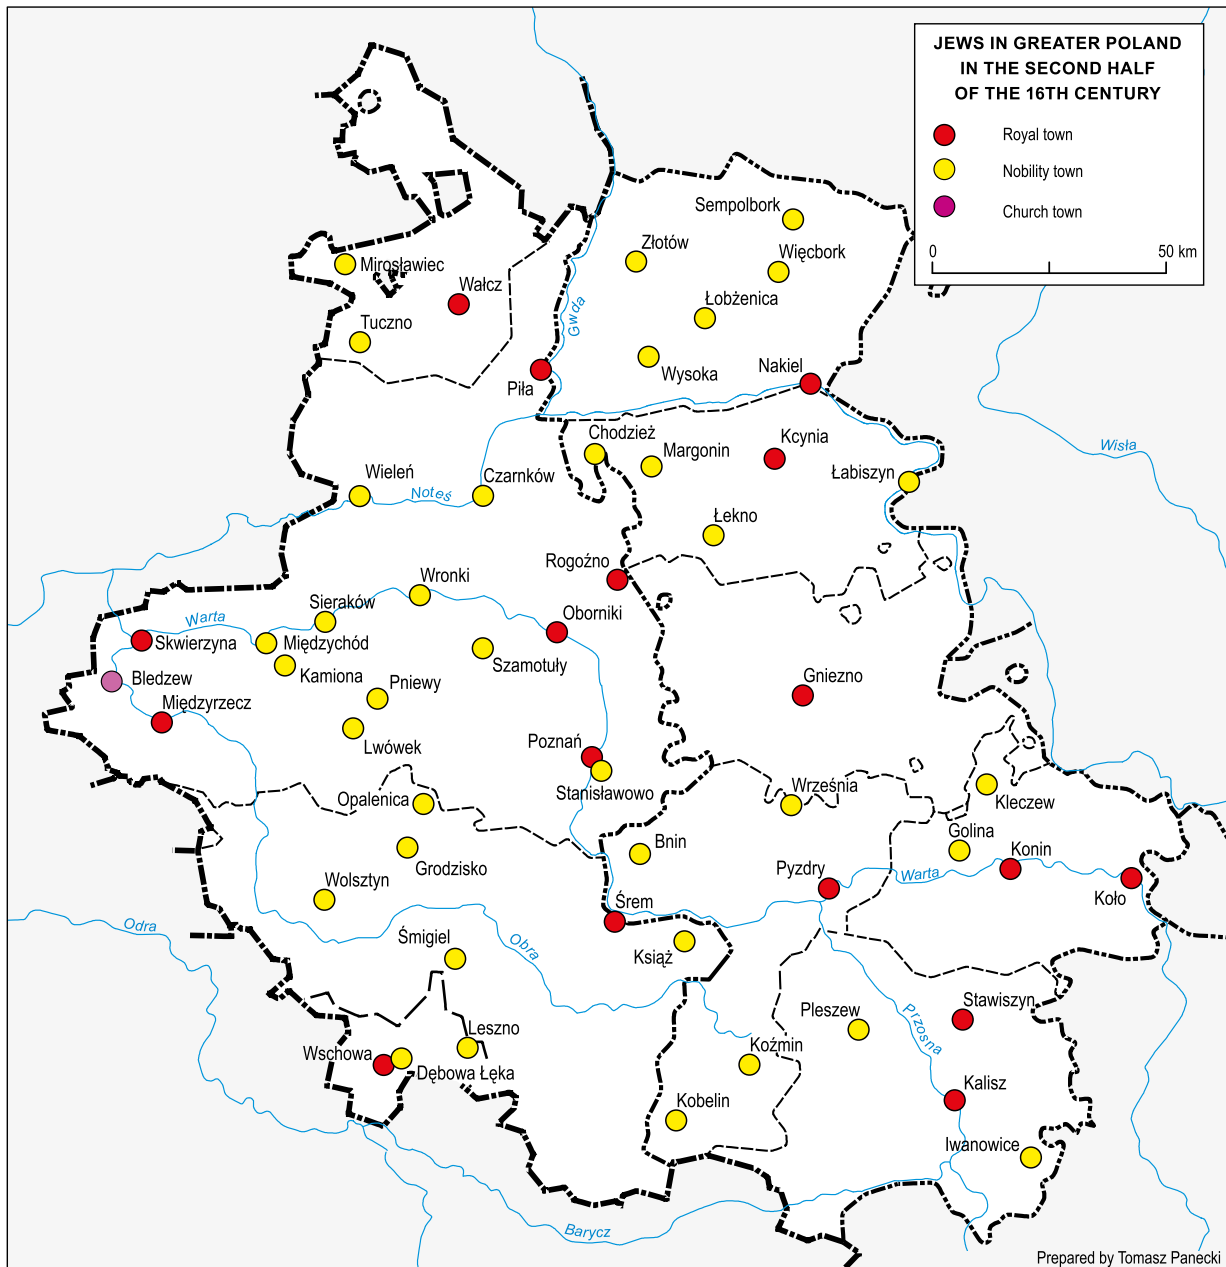 JEWS IN GREATER POLAND
IN THE SECOND HALF
OF THE 16TH CENTURY
Royal town
Nobility town
Church town
0
50 km
Sempolbork
Złotów
Więcbork
Mirosławiec
Wałcz
Łobżenica
Gwda
Tuczno
Wysoka
Nakiel
Piła
Chodzież
Margonin
Kcynia
Wisła
Wieleń
Noteś
Czarnków
Łabiszyn
Łekno
Rogoźno
Wronki
Sieraków
Warta
Oborniki
Skwierzyna
Międzychód
Szamotuły
Kamiona
Bledzew
Pniewy
Gniezno
Międzyrzecz
Lwówek
Poznań
Stanisławowo
Opalenica
Września
Kleczew
Golina
Bnin
Konin
Grodzisko
Pyzdry
Warta
Koło
Wolsztyn
Śrem
Odra
Obra
Śmigiel
Książ
Stawiszyn
Pleszew
Przosna
Leszno
Koźmin
Wschowa
Dębowa Łęka
Kalisz
Kobelin
Iwanowice
Barycz
Prepared by Tomasz Panecki